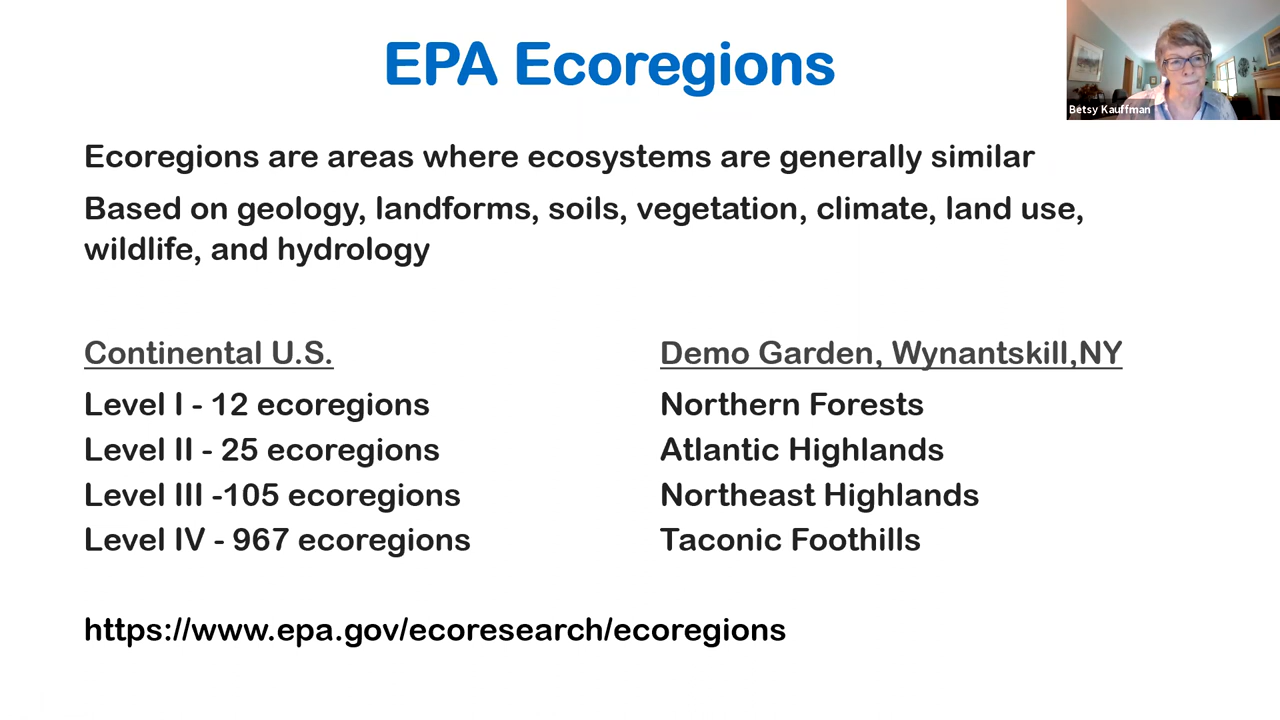 EPA Ecoregions
Betsy Kauffman
Ecoregions are areas where ecosystems are generally similar
Based on geology, landforms, soils, vegetation, climate, land use,
wildlife, and hydrology
Continental U.S.
Level I - 12 ecoregions
Level II - 25 ecoregions
Level III -105 ecoregions
Level IV - 967 ecoregions
Demo Garden, Wynantskill,NY
Northern Forests
Atlantic Highlands
Northeast Highlands
Taconic Foothills
https://www.epa.gov/ecoresearch/ecoregions